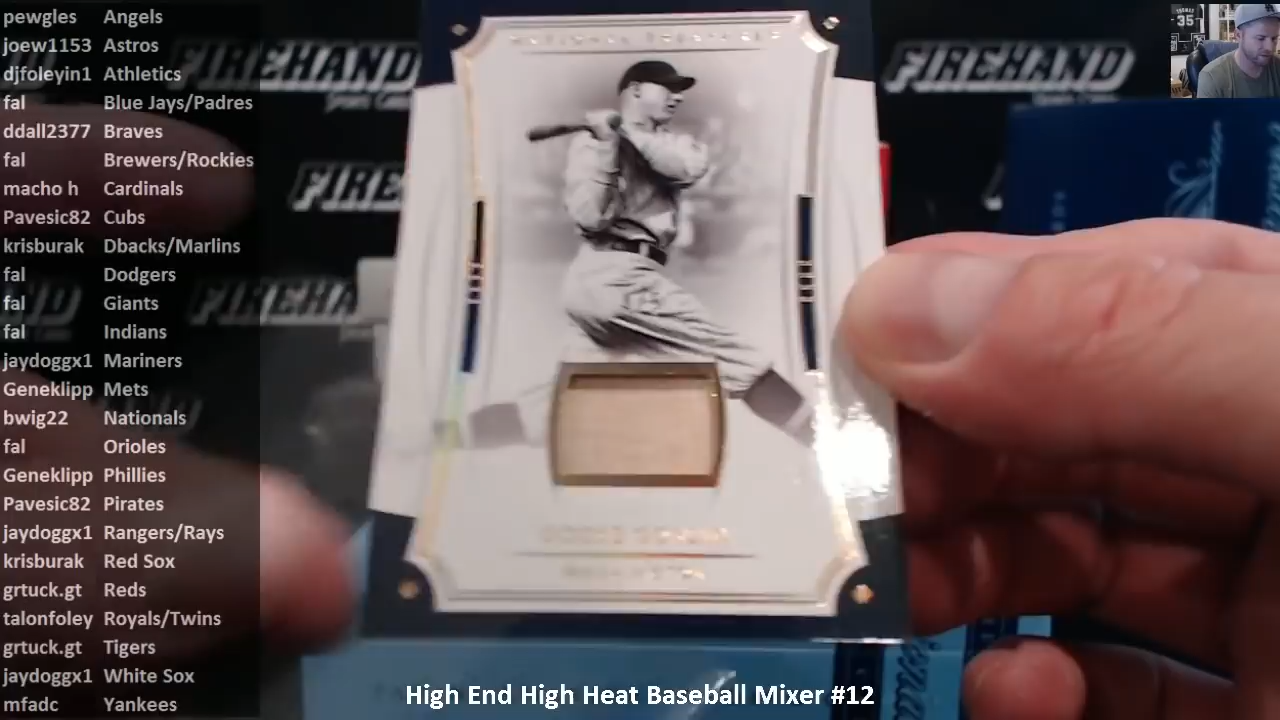 pewgles Angels
joew1153 Astros
djfoleyin1 Athletics
fal Blue Jays/Padres
ddall2377 Braves
fal Brewers/Rockies
macho h Cardinals
Pavesic82 Cubs
krisburak Dbacks/Marlins
fal Dodgers
fal Giants
fal Indians
jaydoggx1 Mariners
Geneklipp Mets
bwig22 Nationals
fal Orioles
Geneklipp Phillies
Pavesic82 Pirates
jaydoggx1 Rangers/Rays
krisburak Red Sox
grtuck.gt Reds
talonfoley Royals/Twins
grtuck.gt Tigers
jaydoggx1 White Sox
mfadc Yankees
FIREHAND
FIREHAND
NATIONAL TREASURES
35
High End High Heat Baseball Mixer #12